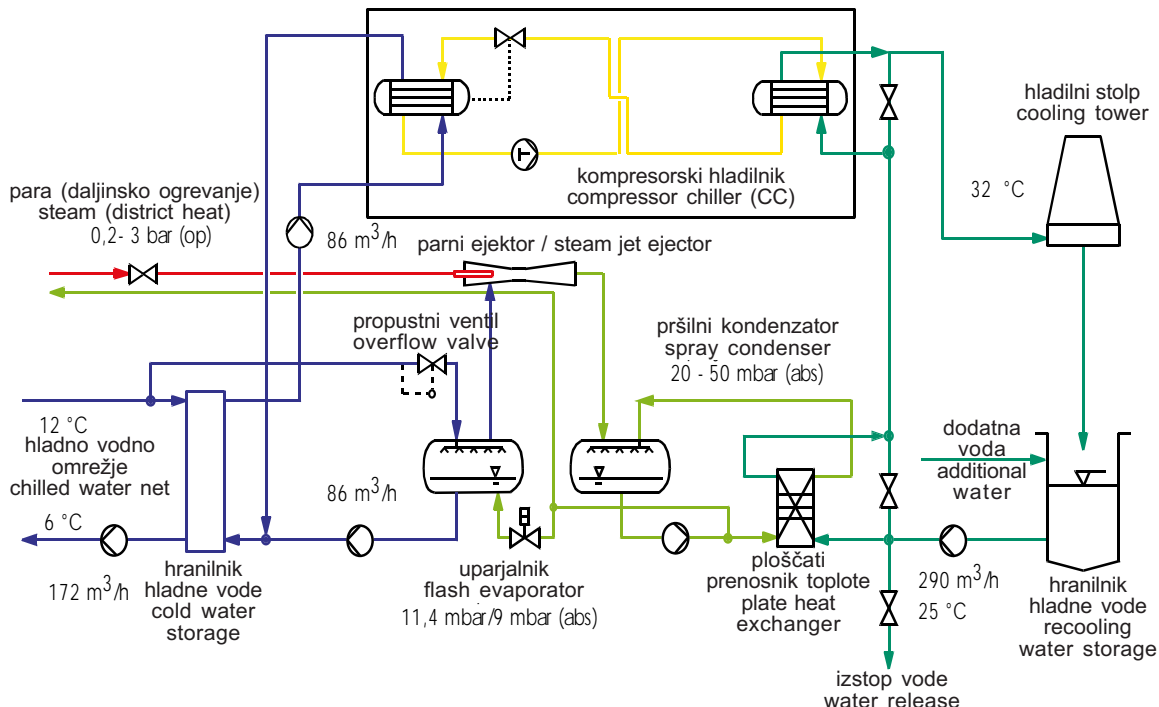 hladilni stolp
cooling tower
kompresorski hladilnik
compressor chiller (CC)
32 °C
para (daljinsko ogrevanje)
steam (district heat)
0,2- 3 bar (op)
86 m³/h
parni ejektor / steam jet ejector
propustni ventil
overflow valve
pršilni kondenzator
spray condenser
20 - 50 mbar (abs)
12 °C
hladno vodno
omrežje
chilled water net
dodatna
voda
additional
water
86 m³/h
6 °C
172 m³/h
hranilnik
hladne vode
cold water
storage
uparjalnik
flash evaporator
11,4 mbar/9 mbar (abs)
ploščati
prenosnik toplote
plate heat
exchanger
290 m³/h
25 °C
hranilnik
hladne vode
recooling
water storage
izstop vode
water release